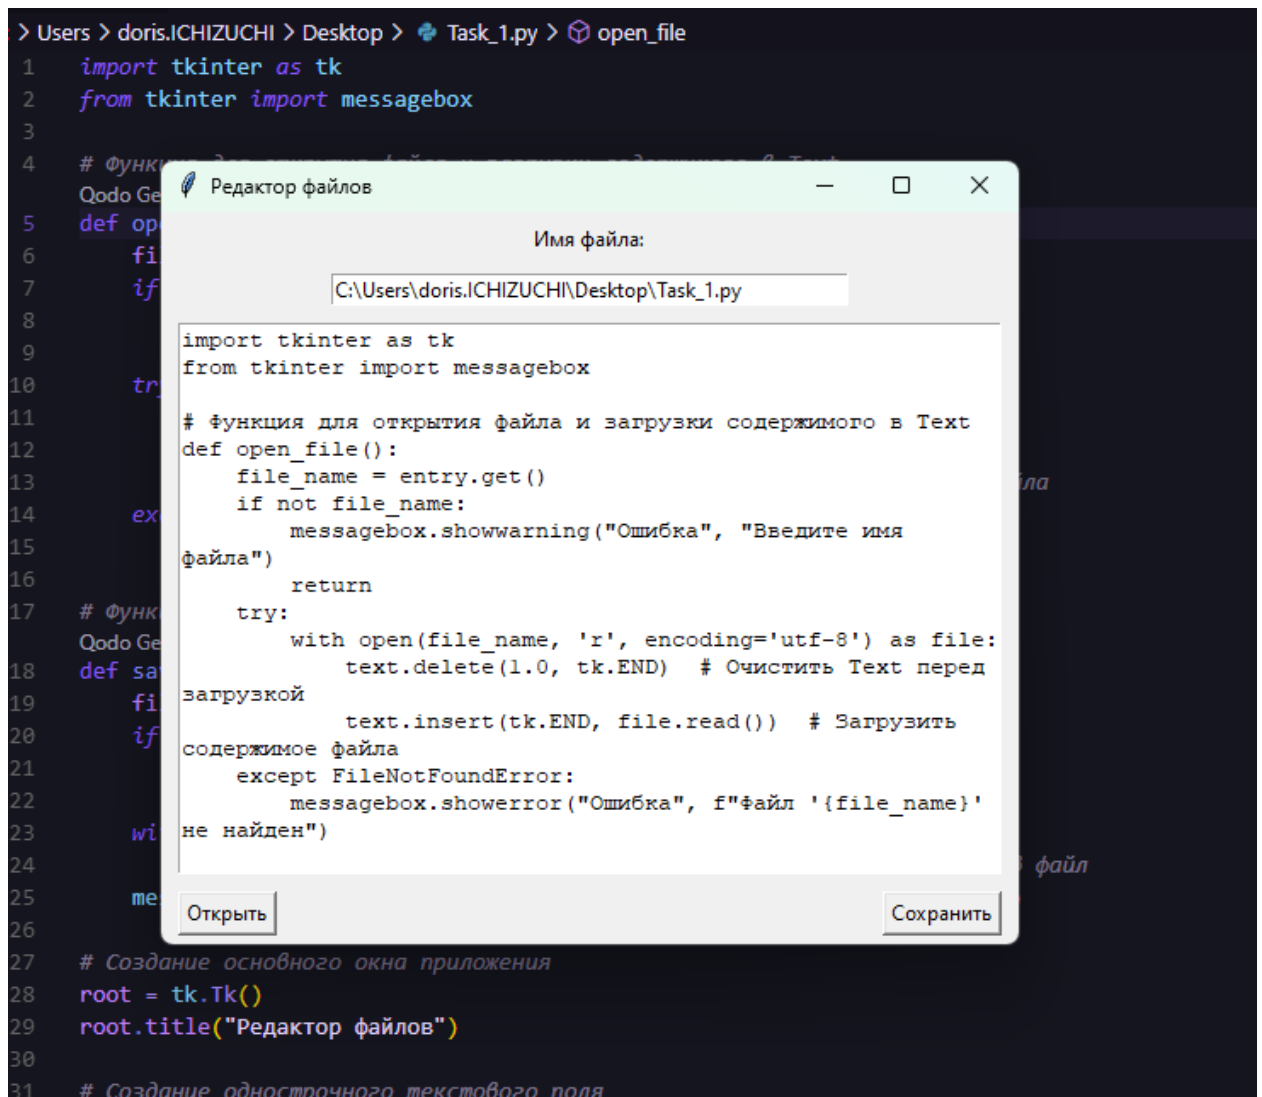 > Users > doris.ICHIZUCHI > Desktop > Task_1.py > open_file
1 import tkinter as tk
2 from tkinter import messagebox
3
4 # Функ
Qodo Ge
5 def op
6 fi
7 if
8
9
10 tr
11
12
13
14 ex
15
16
17 # Функ
Qodo Ge
18 def sa
19 fi
20 if
21
22
23 wi
24 файл
25 me
26
27 # Создание основного окна приложения
28 root = tk.Tk()
29 root.title("Редактор файлов")
30
31 # Создание однострочного текстового поля
Редактор файлов
Имя файла:
C:\Users\doris.ICHIZUCHI\Desktop\Task_1.py
import tkinter as tk
from tkinter import messagebox
# Функция для открытия файла и загрузки содержимого в Text
def open_file():
file_name = entry.get()
if not file_name:
messagebox.showwarning("Ошибка", "Введите имя
файла")
return
try:
with open(file_name, 'r', encoding='utf-8') as file:
text.delete(1.0, tk.END)  # Очистить Text перед
загрузкой
text.insert(tk.END, file.read())  # Загрузить
содержимое файла
except FileNotFoundError:
messagebox.showerror("Ошибка", f"Файл '{file_name}'
не найден")
Открыть
Сохранить